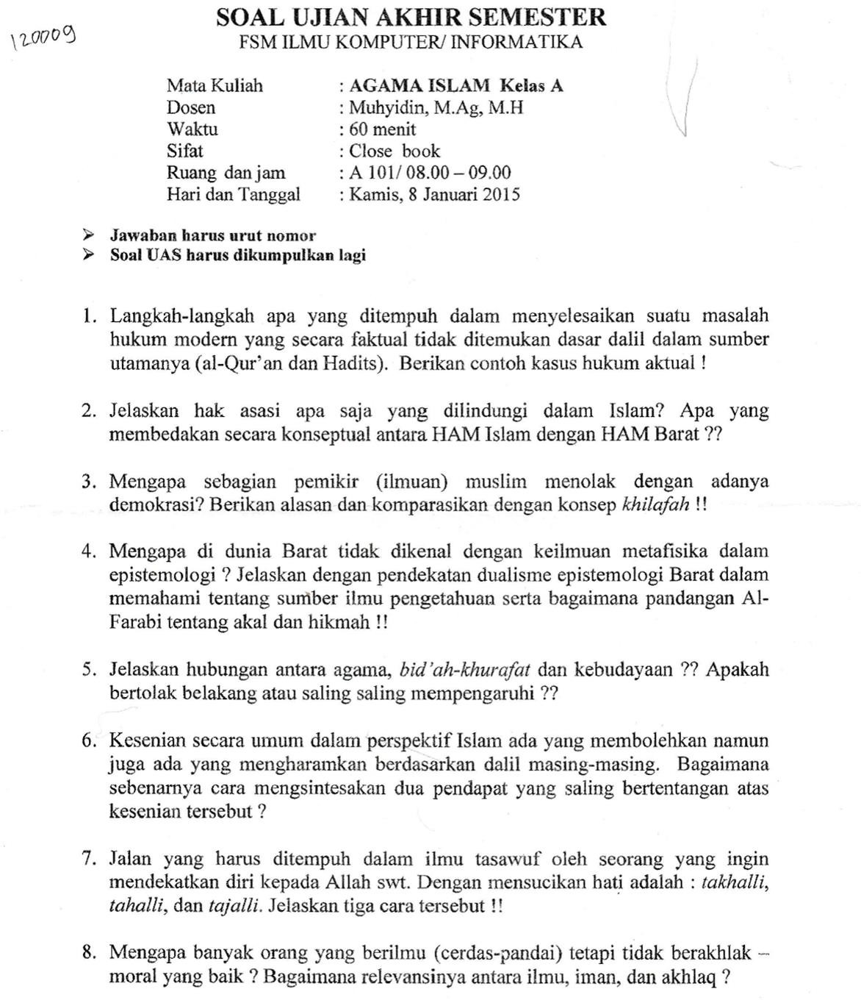 SOAL UJIAN AKHIR SEMESTER
120009
FSM ILMU KOMPUTER/ INFORMATIKA
Mata Kuliah : AGAMA ISLAM Kelas A
Dosen : Muhyidin, M.Ag, M.H
Waktu : 60 menit
Sifat : Close book
Ruang dan jam : A 101/ 08.00 – 09.00
Hari dan Tanggal : Kamis, 8 Januari 2015
➢ Jawaban harus urut nomor
➢ Soal UAS harus dikumpulkan lagi
1. Langkah-langkah apa yang ditempuh dalam menyelesaikan suatu masalah
hukum modern yang secara faktual tidak ditemukan dasar dalil dalam sumber
utamanya (al-Qur'an dan Hadits). Berikan contoh kasus hukum aktual !
2. Jelaskan hak asasi apa saja yang dilindungi dalam Islam? Apa yang
membedakan secara konseptual antara HAM Islam dengan HAM Barat ??
3. Mengapa sebagian pemikir (ilmuan) muslim menolak dengan adanya
demokrasi? Berikan alasan dan komparasikan dengan konsep khilafah !!
4. Mengapa di dunia Barat tidak dikenal dengan keilmuan metafisika dalam
epistemologi ? Jelaskan dengan pendekatan dualisme epistemologi Barat dalam
memahami tentang sumber ilmu pengetahuan serta bagaimana pandangan Al-
Farabi tentang akal dan hikmah !!
5. Jelaskan hubungan antara agama, bid'ah-khurafat dan kebudayaan ?? Apakah
bertolak belakang atau saling saling mempengaruhi ??
6. Kesenian secara umum dalam perspektif Islam ada yang membolehkan namun
juga ada yang mengharamkan berdasarkan dalil masing-masing. Bagaimana
sebenarnya cara mengsintesakan dua pendapat yang saling bertentangan atas
kesenian tersebut ?
7. Jalan yang harus ditempuh dalam ilmu tasawuf oleh seorang yang ingin
mendekatkan diri kepada Allah swt. Dengan mensucikan hati adalah : takhalli,
tahalli, dan tajalli. Jelaskan tiga cara tersebut !!
8. Mengapa banyak orang yang berilmu (cerdas-pandai) tetapi tidak berakhlak –
moral yang baik ? Bagaimana relevansinya antara ilmu, iman, dan akhlaq ?